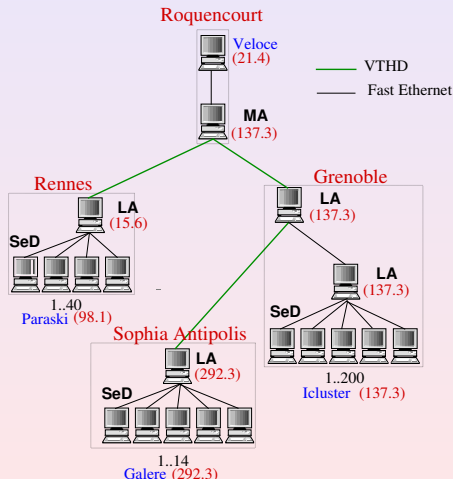 Roquencourt
Veloce
(21.4)
VTHD
Fast Ethernet
MA
(137.3)
Rennes
LA
(15.6)
SeD
1..40
Paraski (98.1)
Grenoble
LA
(137.3)
LA
(137.3)
SeD
1..200
Icluster (137.3)
Sophia Antipolis
LA
(292.3)
SeD
1..14
Galere (292.3)